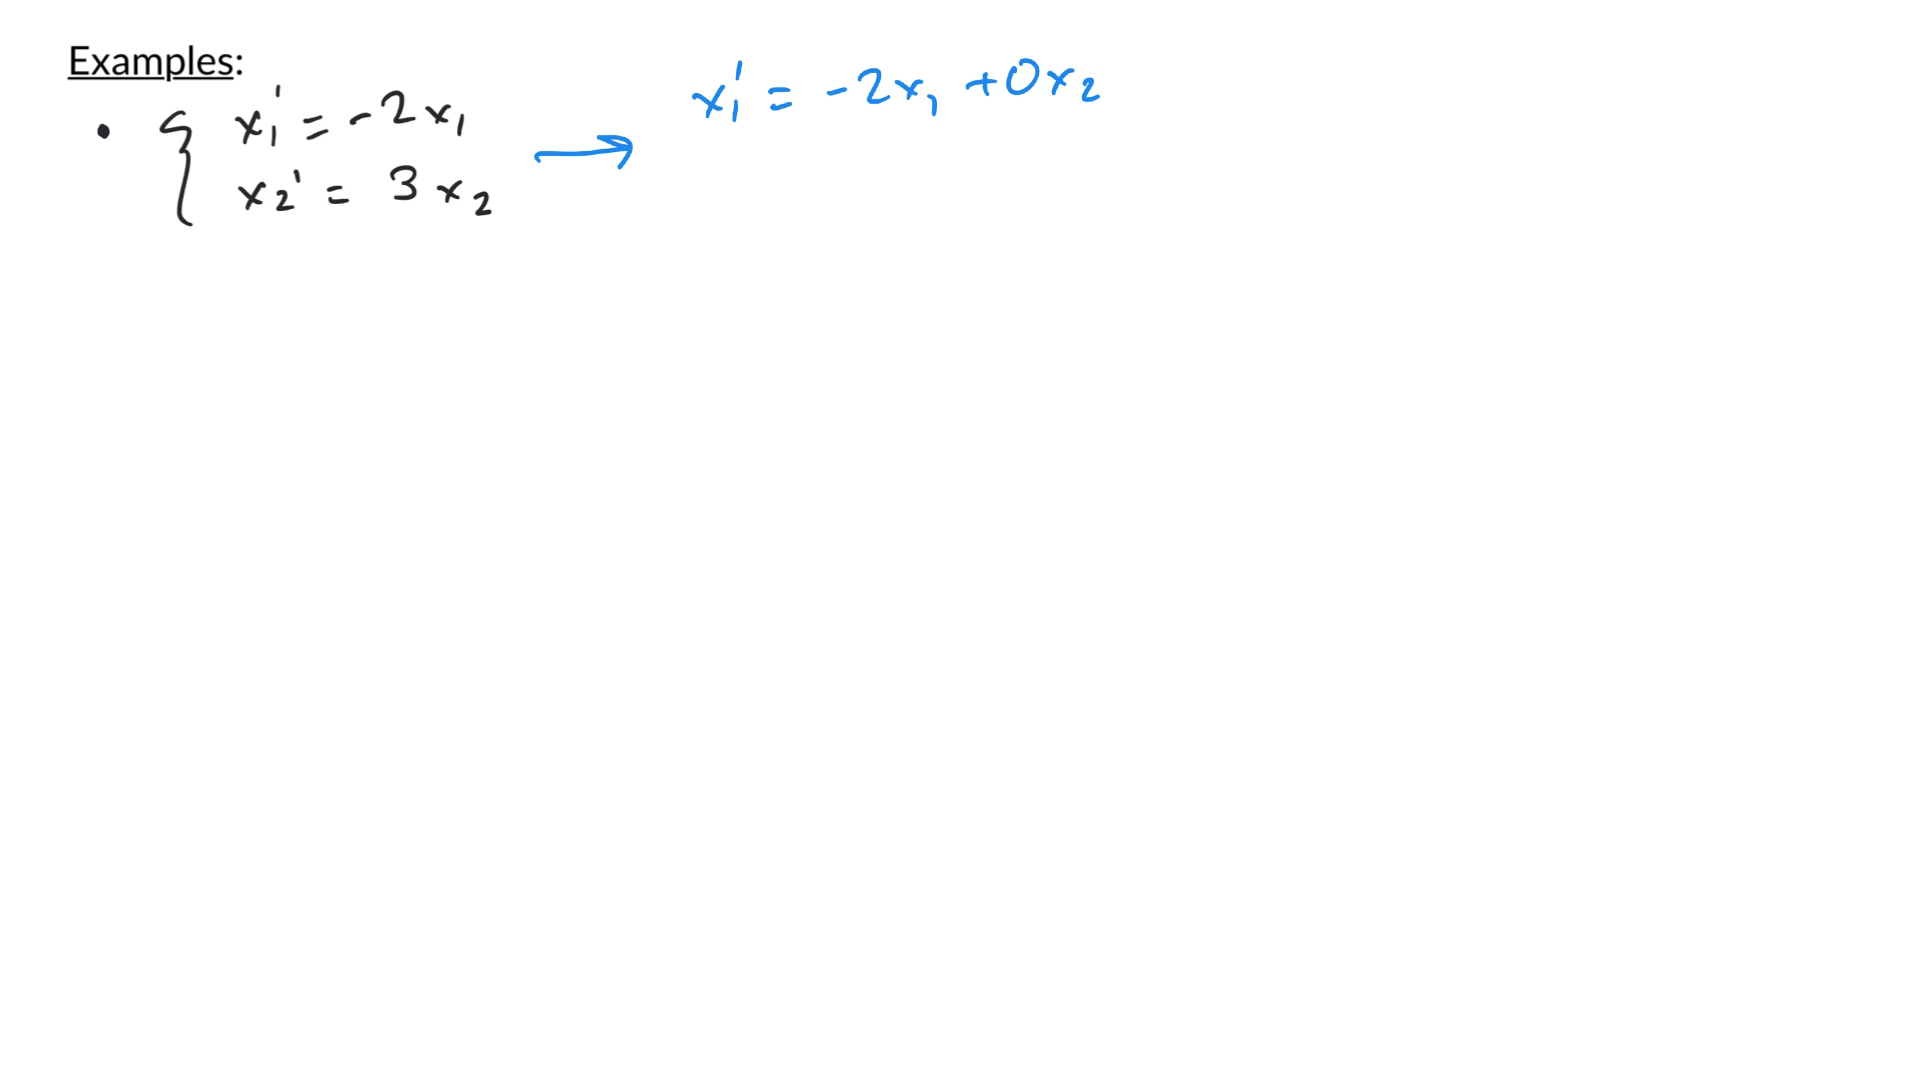 Examples:
• { x₁' = -2x₁
x₂' = 3x₂
→ x₁' = -2x₁ + 0x₂